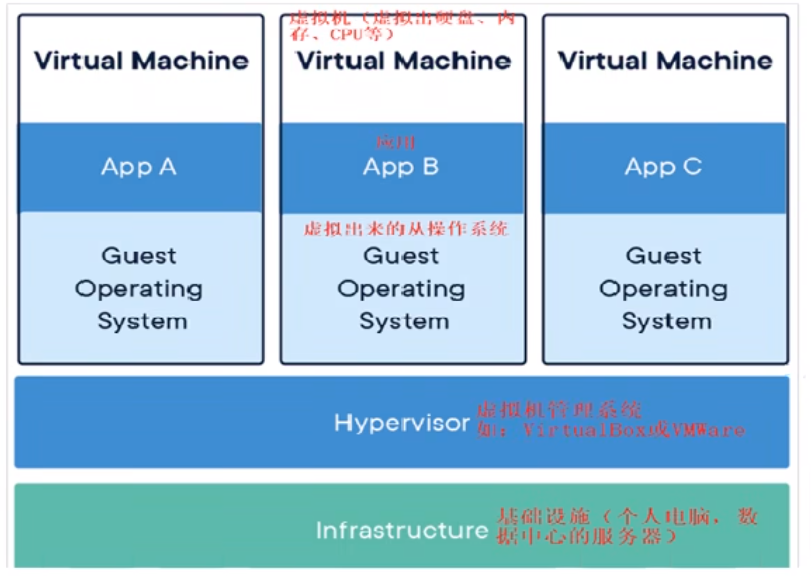 虚拟机（虚拟出硬盘、内
存、CPU等）
Virtual Machine
Virtual Machine
Virtual Machine
应用
App A
App B
App C
虚拟出来的从操作系统
Guest
Operating
System
Guest
Operating
System
Guest
Operating
System
Hypervisor
虚拟机管理系统
如：VirtualBox或VMWare
Infrastructure
基础设施（个人电脑，数
据中心的服务器）